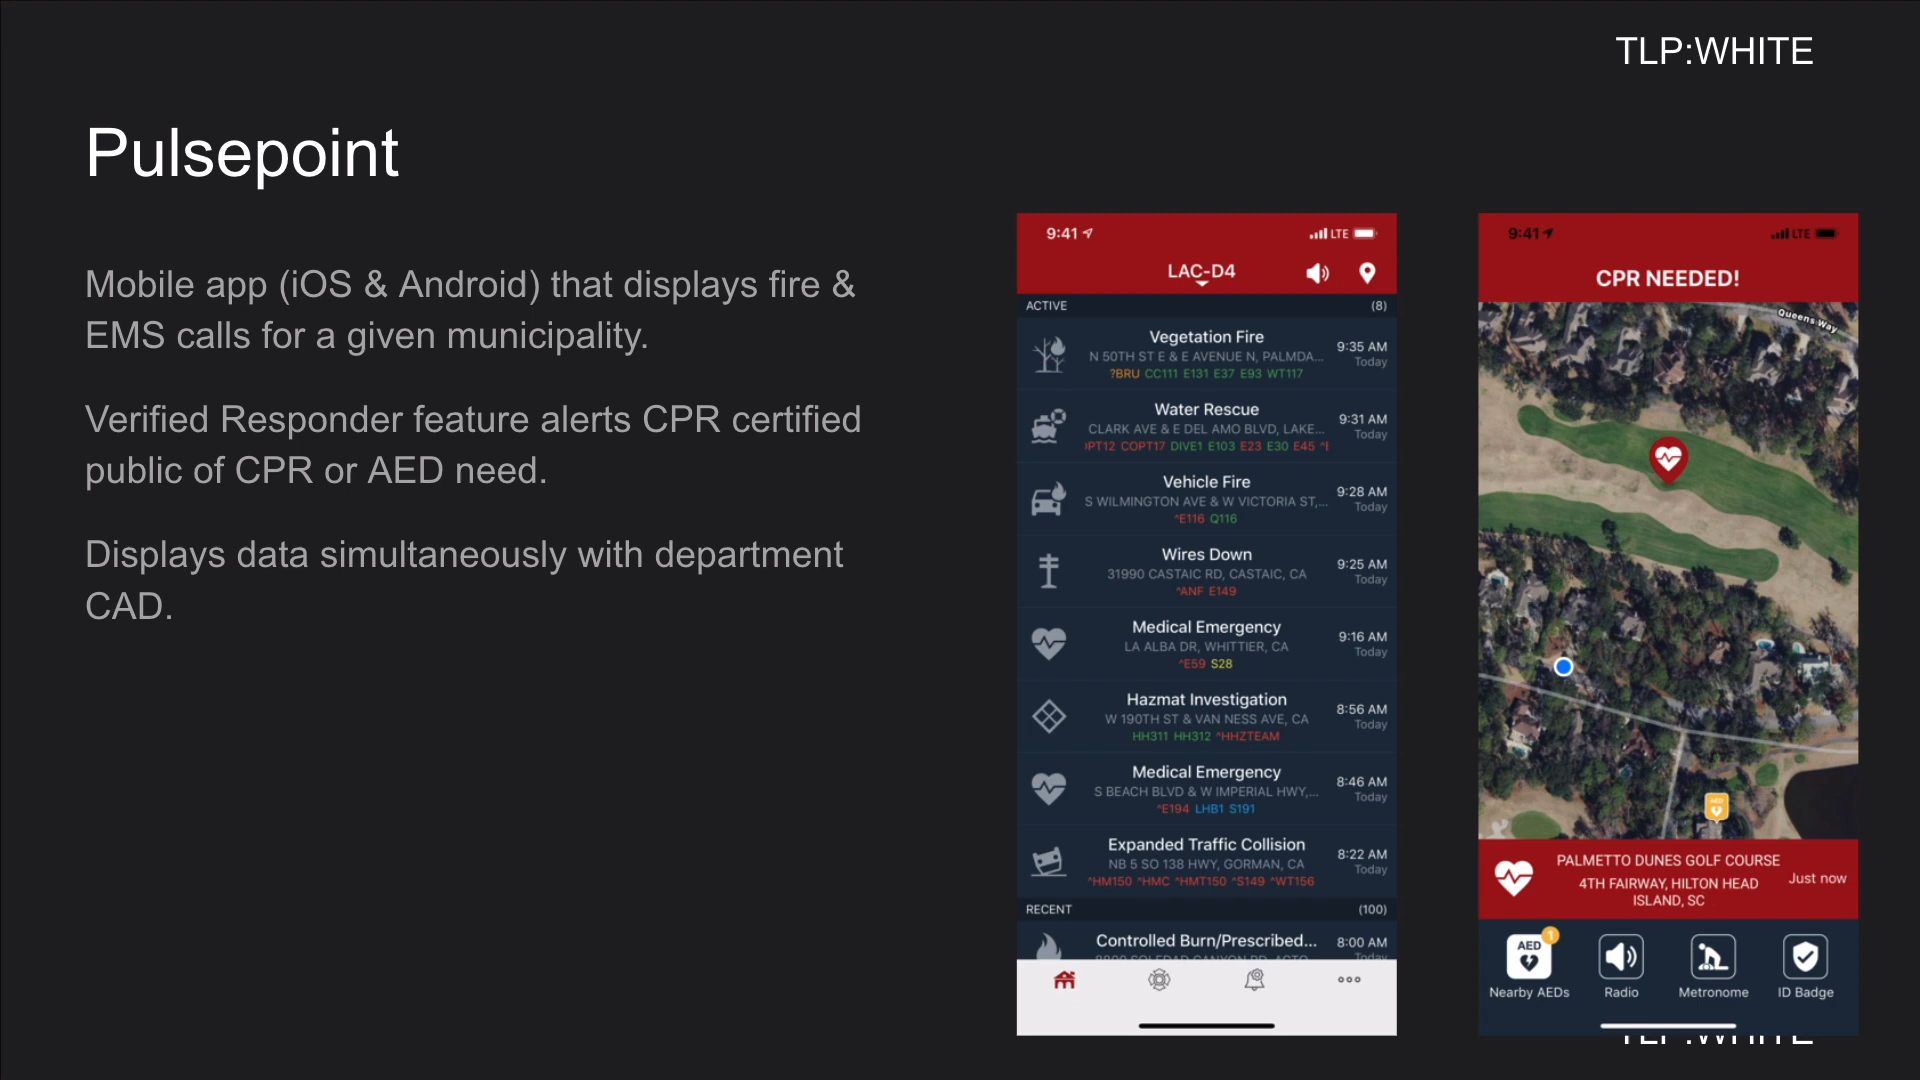 TLP:WHITE
Pulsepoint
Mobile app (iOS & Android) that displays fire &
EMS calls for a given municipality.
Verified Responder feature alerts CPR certified
public of CPR or AED need.
Displays data simultaneously with department
CAD.
9:41
LTE
LAC-D4
ACTIVE (8)
Vegetation Fire
N 50TH ST E & E AVENUE N, PALMDA...
?BRU CC111 E131 E37 E93 WT117
9:35 AM
Today
Water Rescue
CLARK AVE & E DEL AMO BLVD, LAKE...
PT12 COPT17 DIVE1 E103 E23 E30 E45
9:31 AM
Today
Vehicle Fire
S WILMINGTON AVE & W VICTORIA ST,...
^E116 Q116
9:28 AM
Today
Wires Down
31990 CASTAIC RD, CASTAIC, CA
^ANF E149
9:25 AM
Today
Medical Emergency
LA ALBA DR, WHITTIER, CA
^E59 S28
9:16 AM
Today
Hazmat Investigation
W 190TH ST & VAN NESS AVE, CA
HH311 HH312 ^HHZTEAM
8:56 AM
Today
Medical Emergency
S BEACH BLVD & W IMPERIAL HWY,...
^E194 LHB1 S191
8:46 AM
Today
Expanded Traffic Collision
NB 5 SO 138 HWY, GORMAN, CA
^HM150 ^HMC ^HMT150 ^S149 ^WT156
8:22 AM
Today
RECENT (100)
Controlled Burn/Prescribed...
8:00 AM
Today
9:41
LTE
CPR NEEDED!
Queens Way
AED
PALMETTO DUNES GOLF COURSE
4TH FAIRWAY, HILTON HEAD
ISLAND, SC
Just now
AED
1
Nearby AEDs
Radio
Metronome
ID Badge
TLP:WHITE